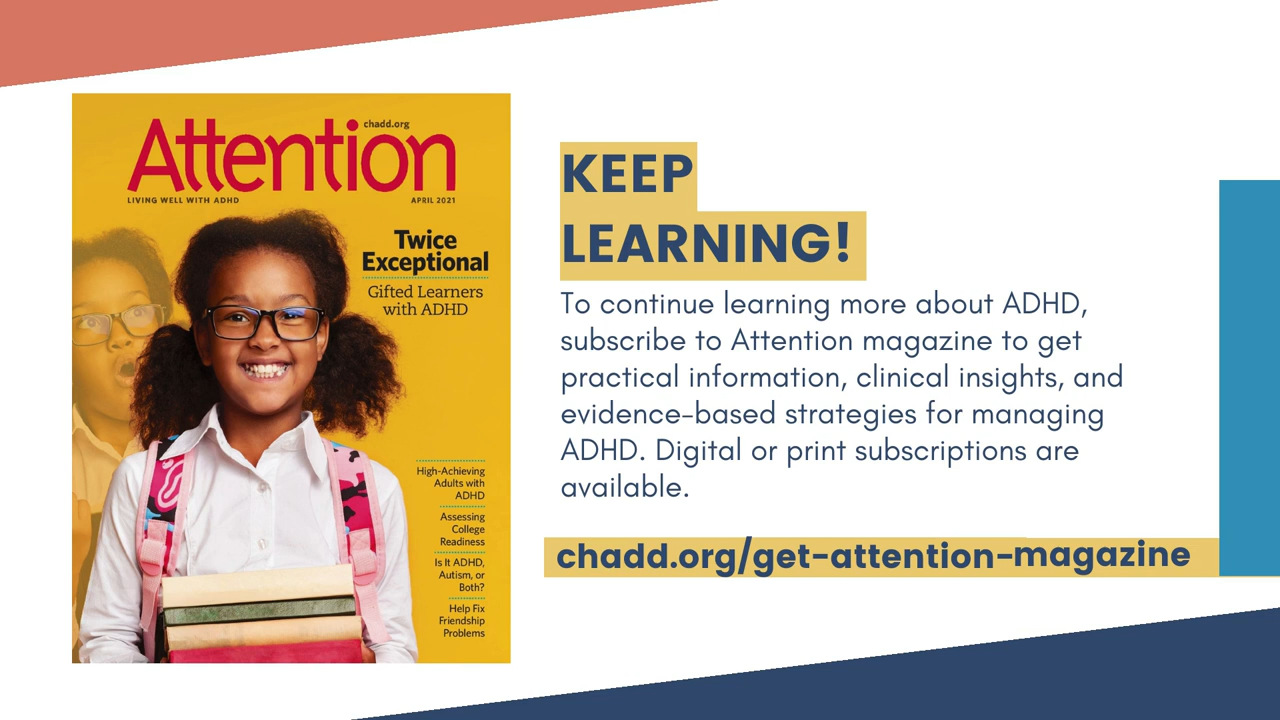 chadd.org
Attention
LIVING WELL WITH ADHD
APRIL 2021
Twice
Exceptional
Gifted Learners
with ADHD
High-Achieving
Adults with
ADHD
Assessing
College
Readiness
Is It ADHD,
Autism, or
Both?
Help Fix
Friendship
Problems
KEEP
LEARNING!
To continue learning more about ADHD,
subscribe to Attention magazine to get
practical information, clinical insights, and
evidence-based strategies for managing
ADHD. Digital or print subscriptions are
available.
chadd.org/get-attention-magazine